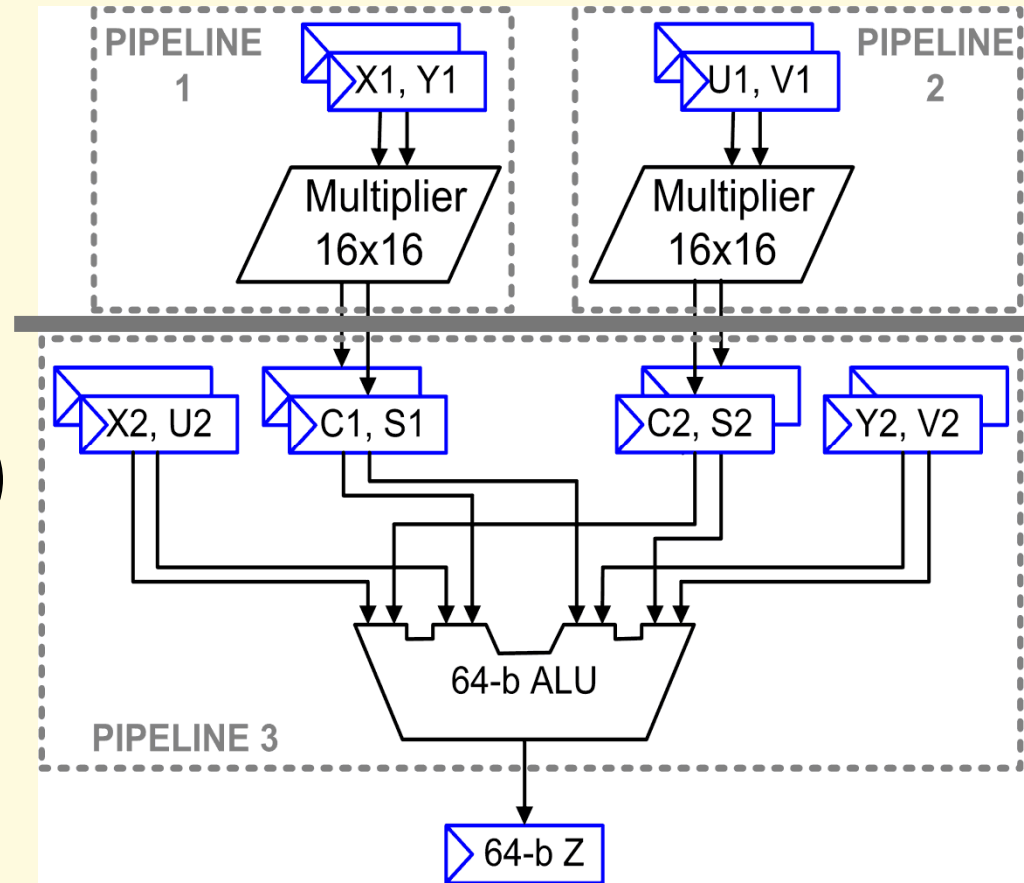 PIPELINE
1
X1, Y1
U1, V1
PIPELINE
2
Multiplier
16x16
Multiplier
16x16
X2, U2
C1, S1
C2, S2
Y2, V2
64-b ALU
PIPELINE 3
64-b Z